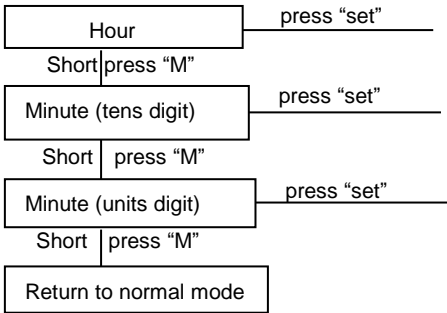 Hour press “set”
Short press “M”
Minute (tens digit) press “set”
Short press “M”
Minute (units digit) press “set”
Short press “M”
Return to normal mode